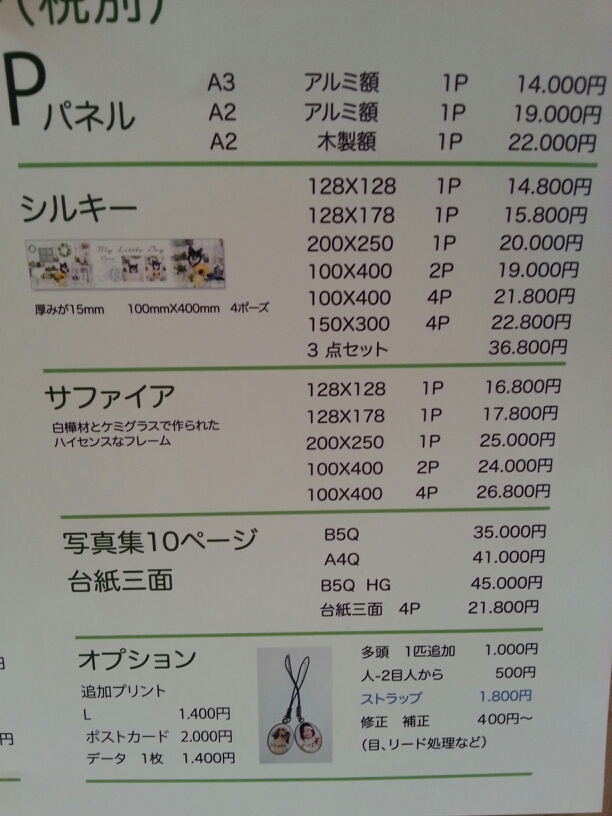 (税別)
Pパネル
A3 アルミ額 1P 14.000円
A2 アルミ額 1P 19.000円
A2 木製額 1P 22.000円
シルキー
My Little Dog
厚みが15mm 100mmX400mm 4ポーズ
128X128 1P 14.800円
128X178 1P 15.800円
200X250 1P 20.000円
100X400 2P 19.000円
100X400 4P 21.800円
150X300 4P 22.800円
3 点セット 36.800円
サファイア
白樺材とケミグラスで作られた
ハイセンスなフレーム
128X128 1P 16.800円
128X178 1P 17.800円
200X250 1P 25.000円
100X400 2P 24.000円
100X400 4P 26.800円
写真集10ページ
台紙三面
B5Q 35.000円
A4Q 41.000円
B5Q HG 45.000円
台紙三面 4P 21.800円
オプション
追加プリント
L 1.400円
ポストカード 2.000円
データ 1枚 1.400円
多頭 1匹追加 1.000円
人-2目人から 500円
ストラップ 1.800円
修正 補正 400円〜
(目、リード処理など)
円
円